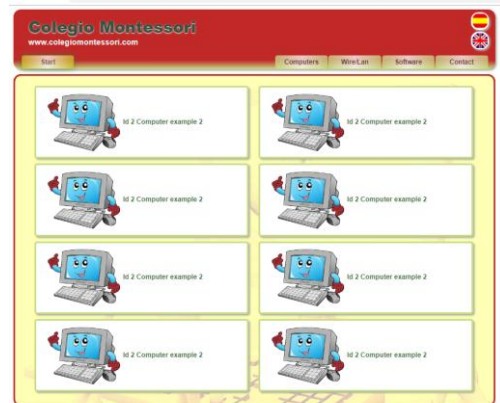 Colegio Montessori
www.colegiomontessori.com
Start Computers Wire/Lan Software Contact
Id 2 Computer example 2 Id 2 Computer example 2
Id 2 Computer example 2 Id 2 Computer example 2
Id 2 Computer example 2 Id 2 Computer example 2
Id 2 Computer example 2 Id 2 Computer example 2